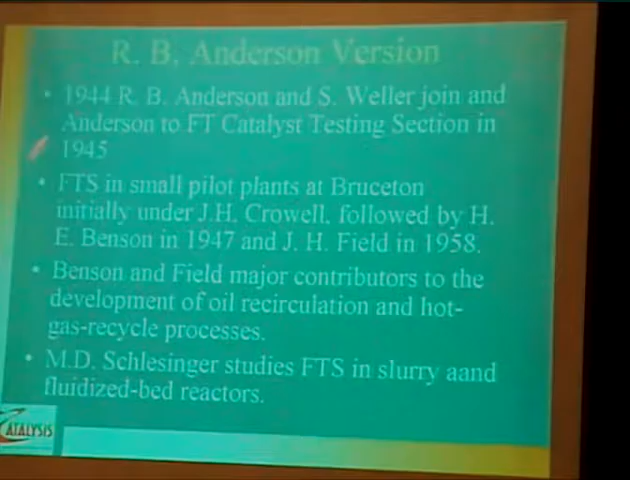 R. B. Anderson Version
• 1944 R. B. Anderson and S. Weller join and
Anderson to FT Catalyst Testing Section in
1945
• FTS in small pilot plants at Bruceton
initially under J.H. Crowell, followed by H.
E. Benson in 1947 and J. H. Field in 1958.
• Benson and Field major contributors to the
development of oil recirculation and hot-
gas-recycle processes.
• M.D. Schlesinger studies FTS in slurry aand
fluidized-bed reactors.
CATALYSIS